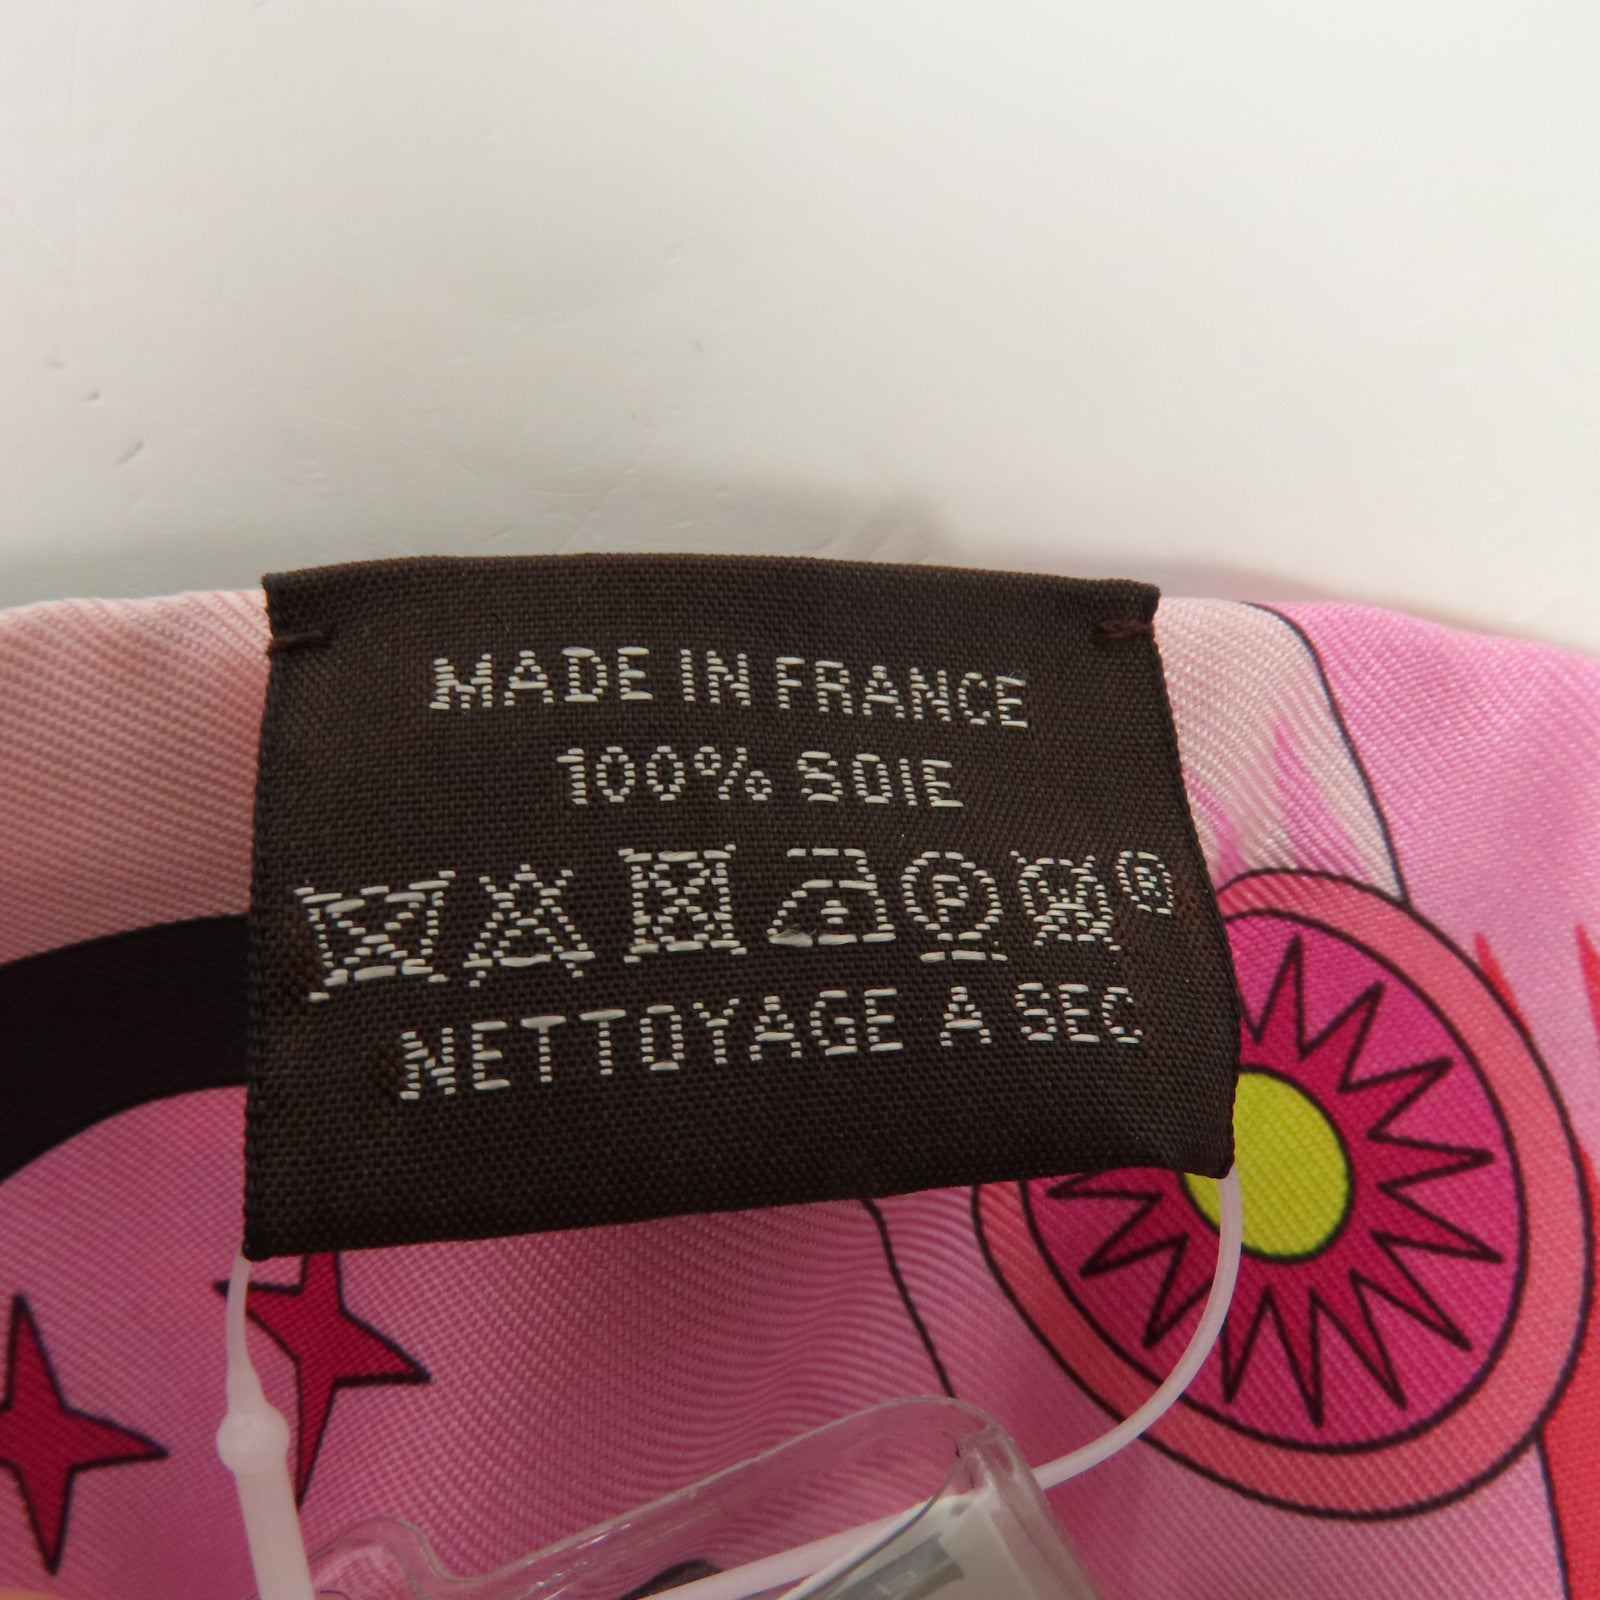 MADE IN FRANCE
100% SOIE
P W ®
NETTOYAGE A SEC